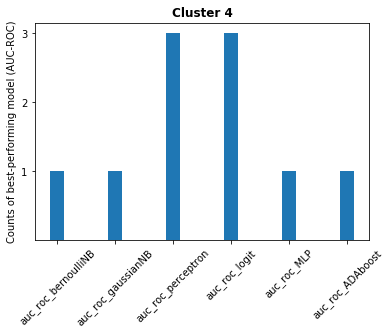 Cluster 4
Counts of best-performing model (AUC-ROC)
3
2
1
auc_roc_bernoulliNB
auc_roc_gaussianNB
auc_roc_perceptron
auc_roc_logit
auc_roc_MLP
auc_roc_ADAboost